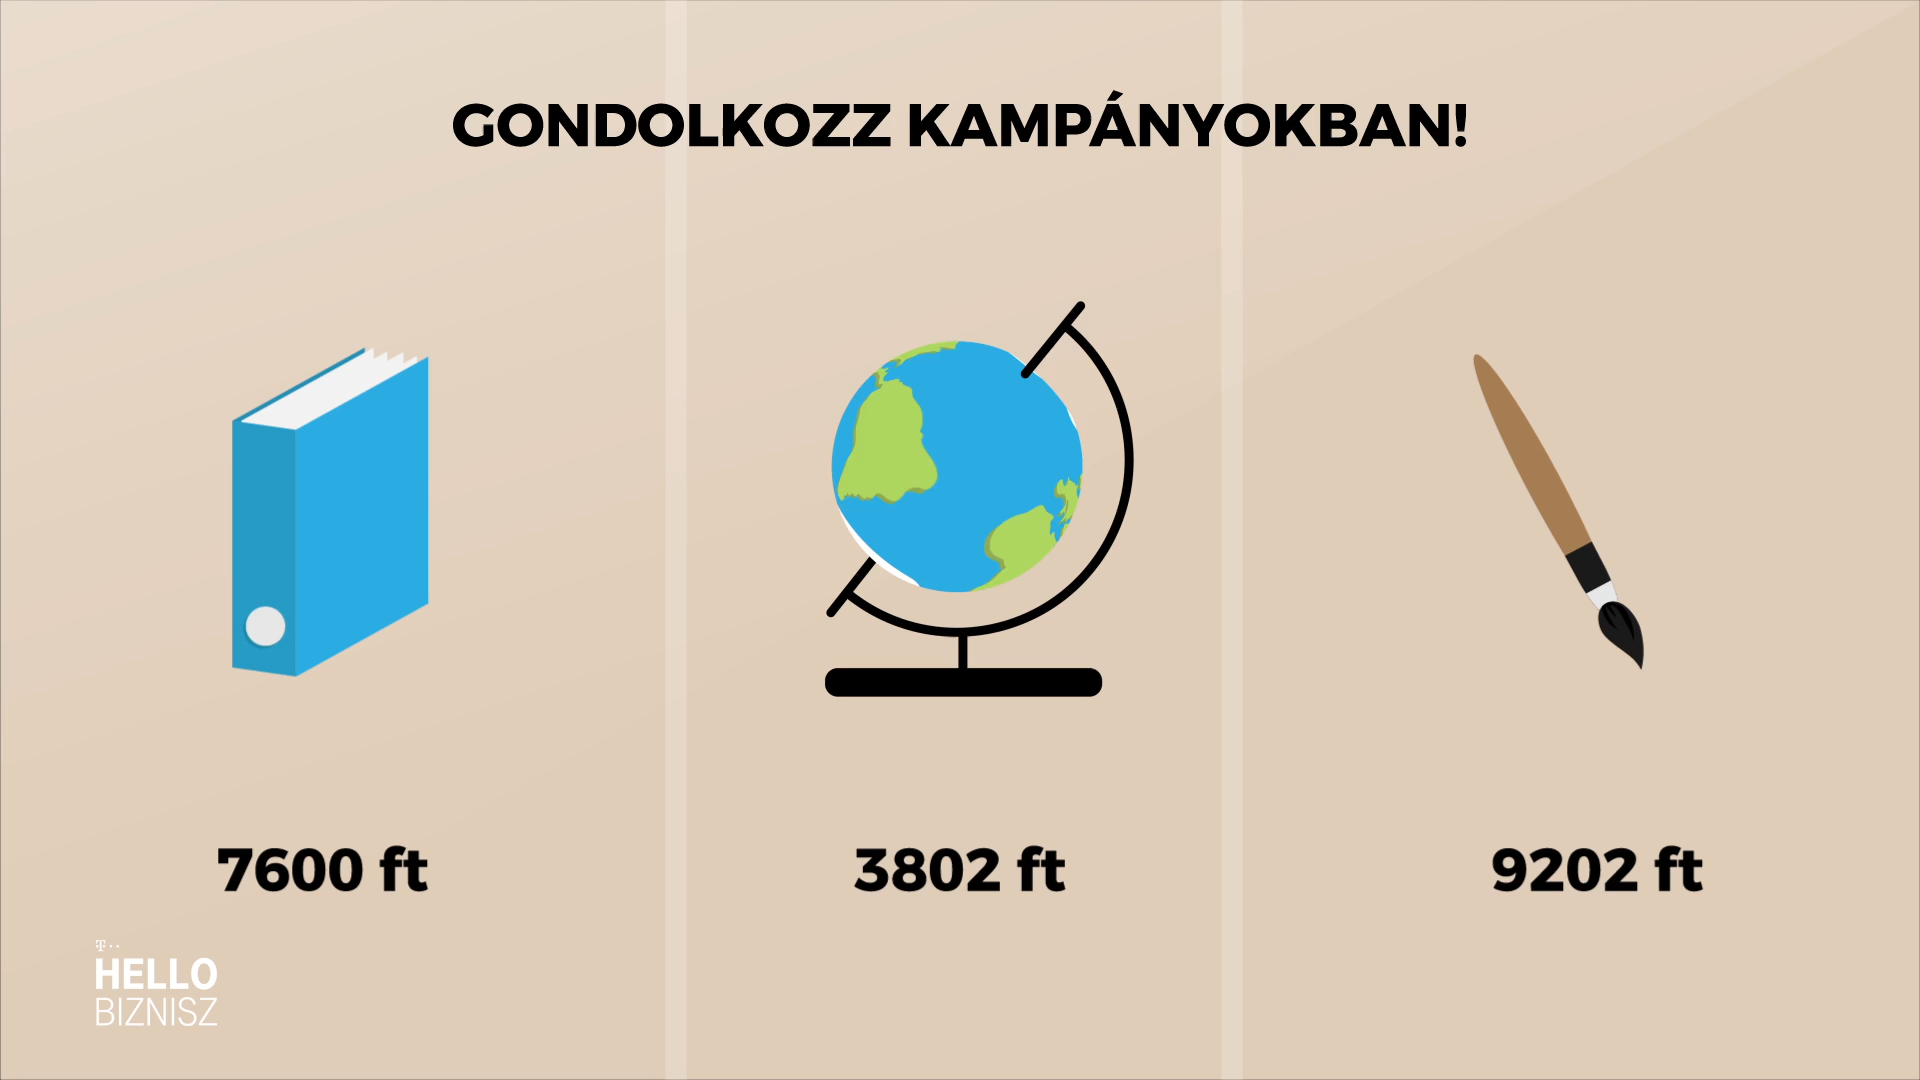 GONDOLKOZZ KAMPÁNYOKBAN!
7600 ft
3802 ft
9202 ft
T··
HELLO
BIZNISZ